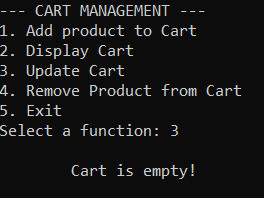 --- CART MANAGEMENT ---
1. Add product to Cart
2. Display Cart
3. Update Cart
4. Remove Product from Cart
5. Exit
Select a function: 3
Cart is empty!